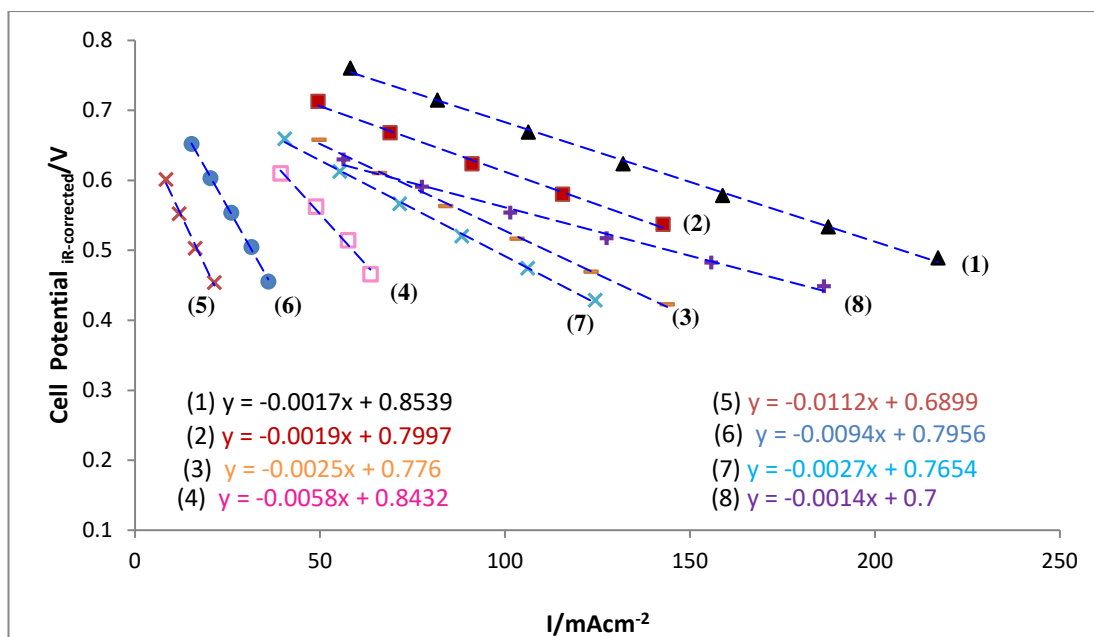 0.8
0.7
0.6
0.5
0.4
0.3
0.2
0.1
Cell Potential iR-corrected/V
(1)
(2)
(3)
(4)
(5)
(6)
(7)
(8)
(1) y = -0.0017x + 0.8539
(2) y = -0.0019x + 0.7997
(3) y = -0.0025x + 0.776
(4) y = -0.0058x + 0.8432
(5) y = -0.0112x + 0.6899
(6) y = -0.0094x + 0.7956
(7) y = -0.0027x + 0.7654
(8) y = -0.0014x + 0.7
0 50 100 150 200 250
I/mAcm-2